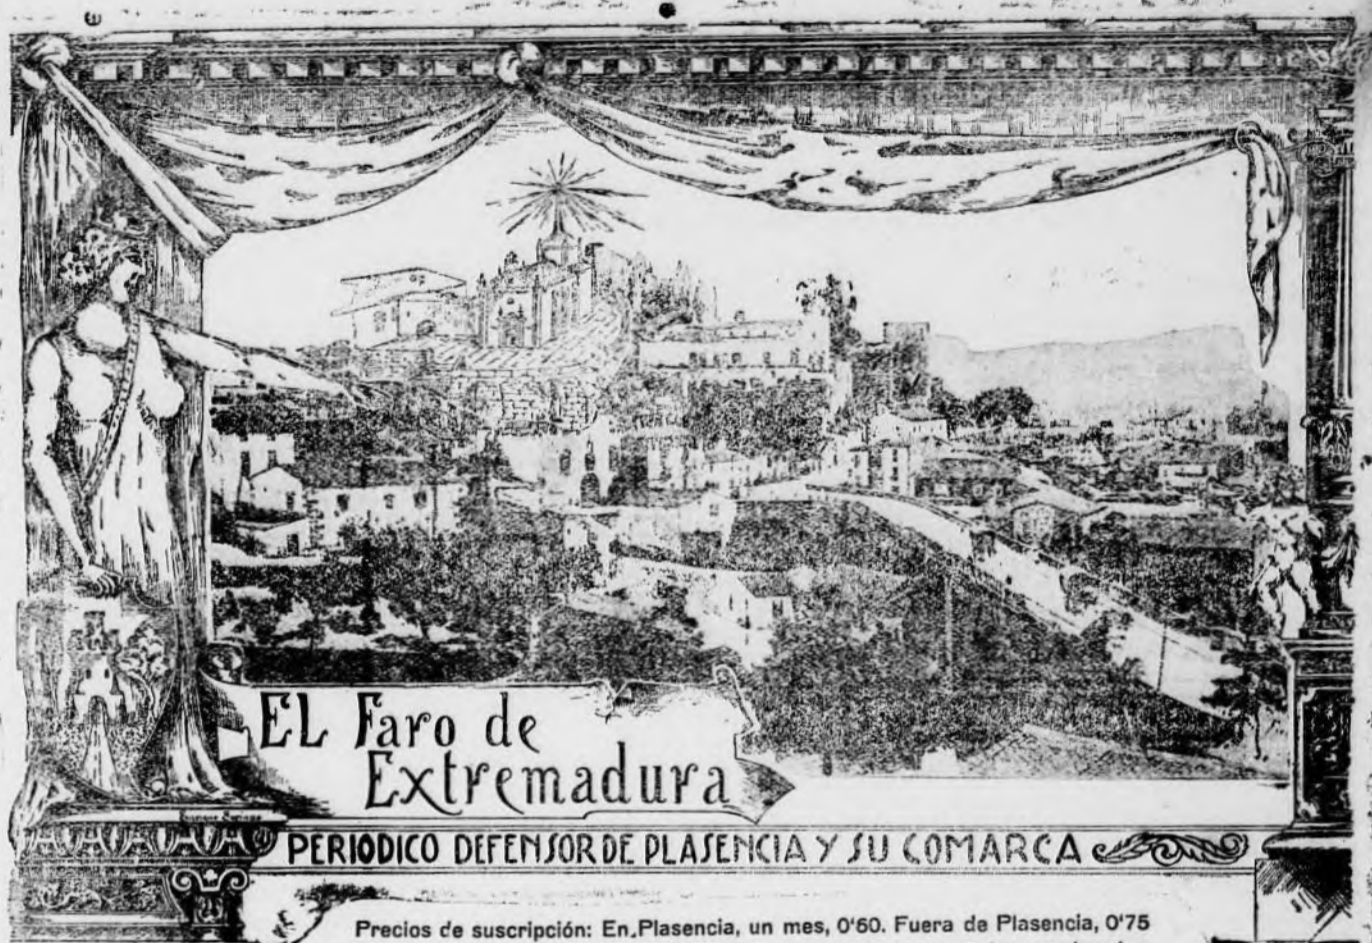 EL Faro de
Extremadura
PERIODICO DEFENSOR DE PLASENCIA Y SU COMARCA
Precios de suscripción: En Plasencia, un mes, 0'60. Fuera de Plasencia, 0'75